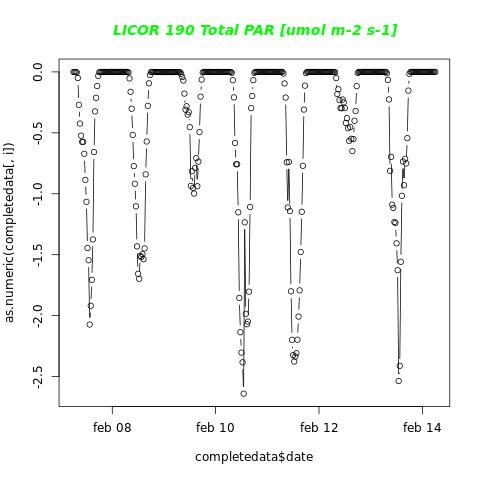 LICOR 190 Total PAR [umol m-2 s-1]
as.numeric(completedata[, i])
0.0
-0.5
-1.0
-1.5
-2.0
-2.5
feb 08 feb 10 feb 12 feb 14
completedata$date